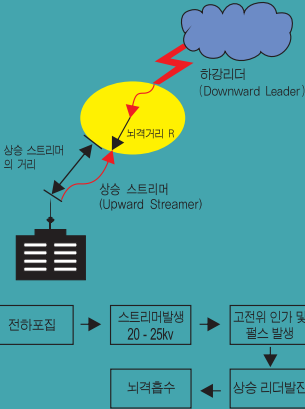 하강리더
(Downward Leader)
뇌격거리 R
상승 스트리머
의 거리
상승 스트리머
(Upward Streamer)
전하포집
스트리머발생
20 - 25kv
고전위 인가 및
펄스 발생
뇌격흡수
상승 리더발진